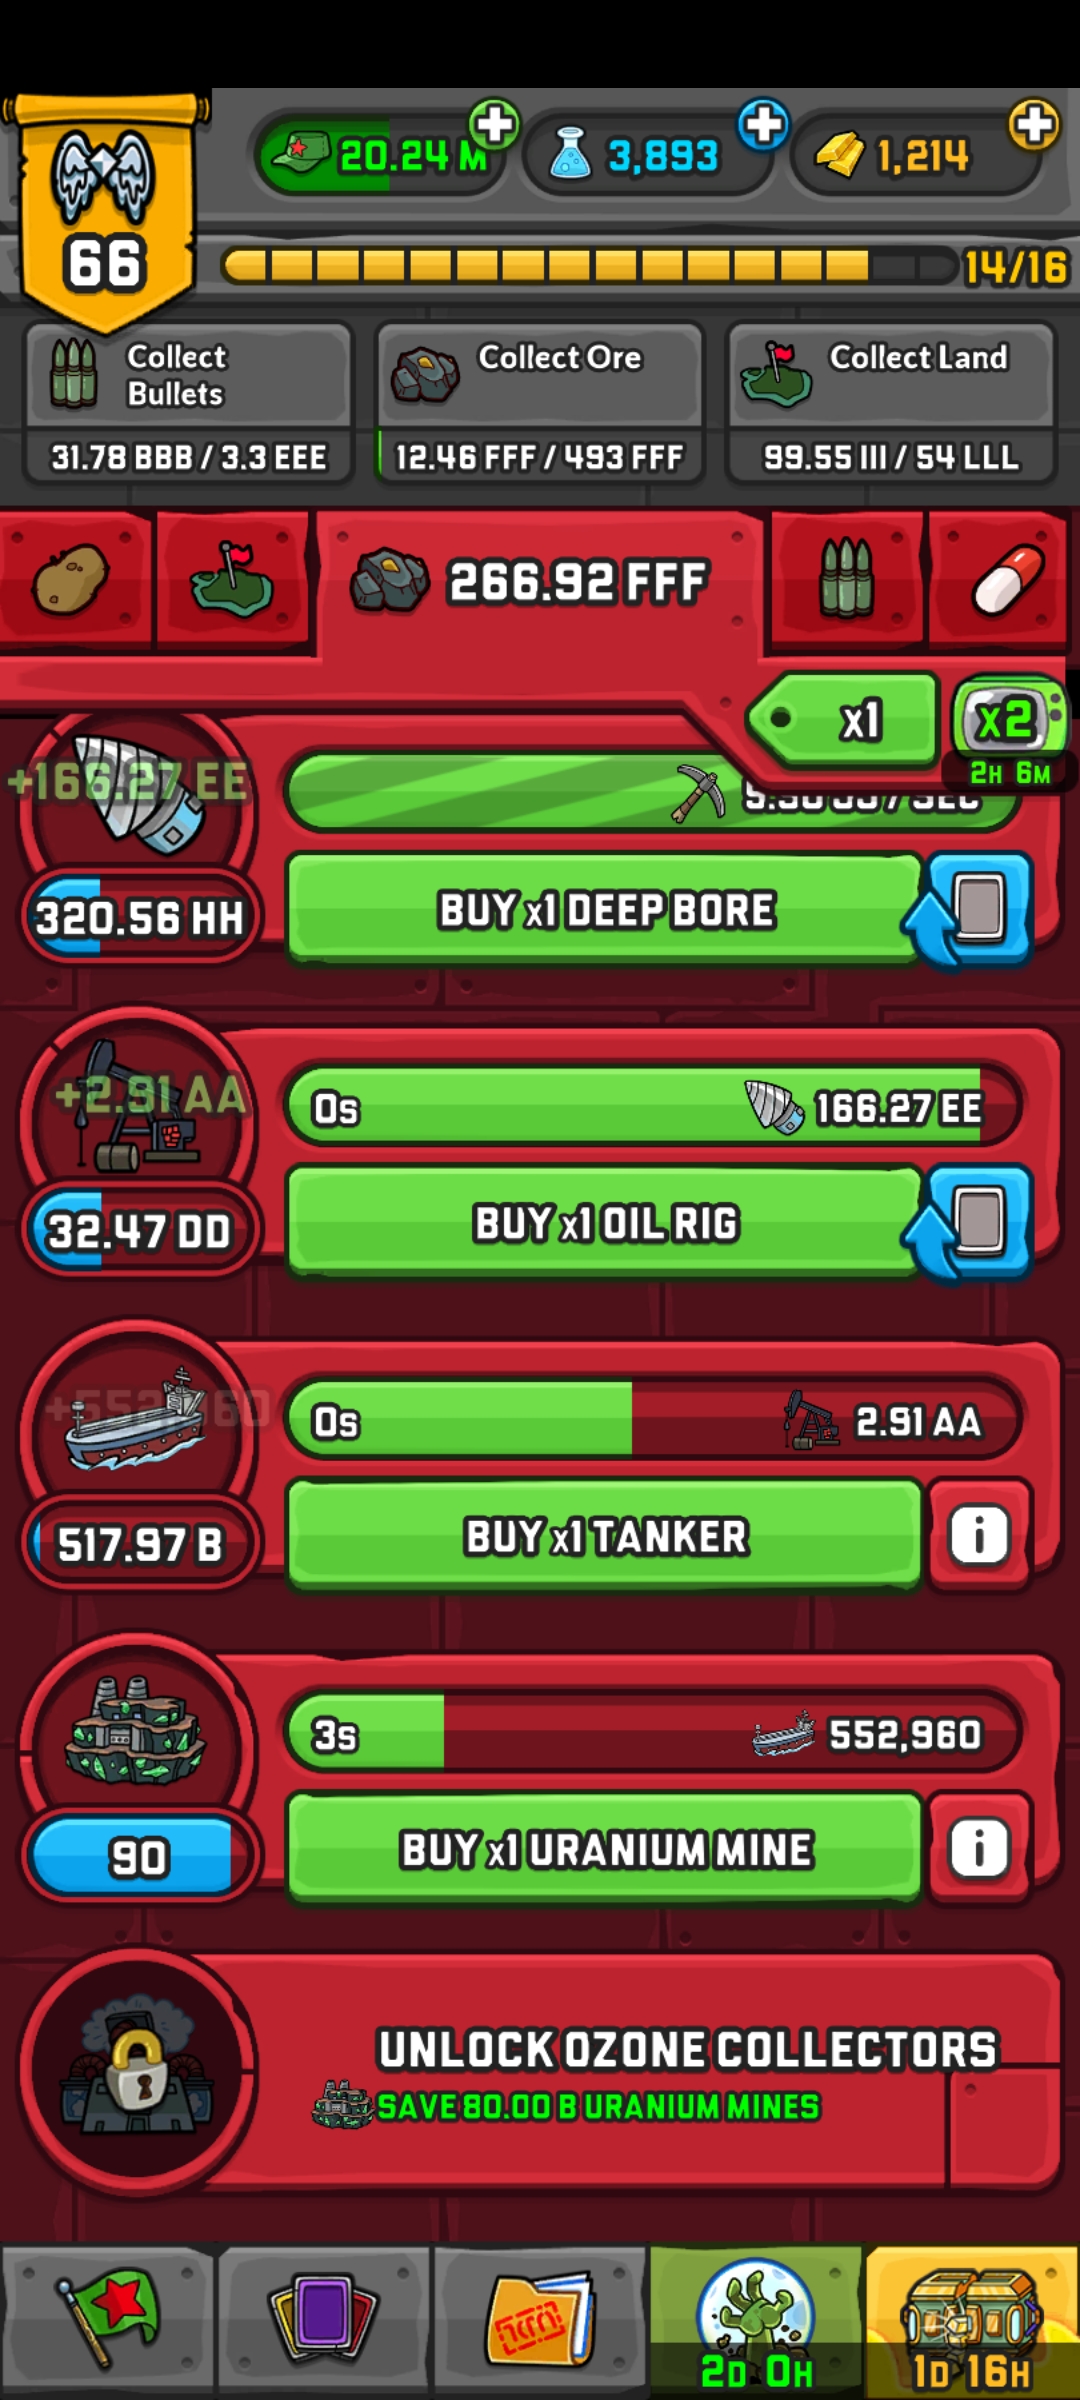 20.24 M
3,893
1,214
66
14/16
Collect
Bullets
Collect Ore
Collect Land
31.78 BBB / 3.3 EEE
12.46 FFF / 493 FFF
99.55 III / 54 LLL
266.92 FFF
x1
x2
2H 6M
+166.27 EE
/ SEC
320.56 HH
BUY x1 DEEP BORE
+2.91 AA
0s
166.27 EE
32.47 DD
BUY x1 OIL RIG
+552,960
0s
2.91 AA
517.97 B
BUY x1 TANKER
i
3s
552,960
90
BUY x1 URANIUM MINE
i
UNLOCK OZONE COLLECTORS
SAVE 80.00 B URANIUM MINES
2D 0H
1D 16H